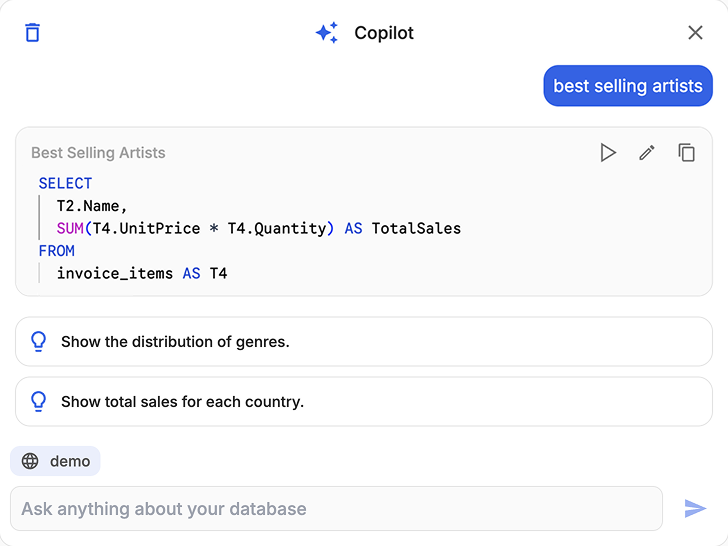 Copilot
best selling artists
Best Selling Artists
SELECT
T2.Name,
SUM(T4.UnitPrice * T4.Quantity) AS TotalSales
FROM
invoice_items AS T4
Show the distribution of genres.
Show total sales for each country.
demo
Ask anything about your database